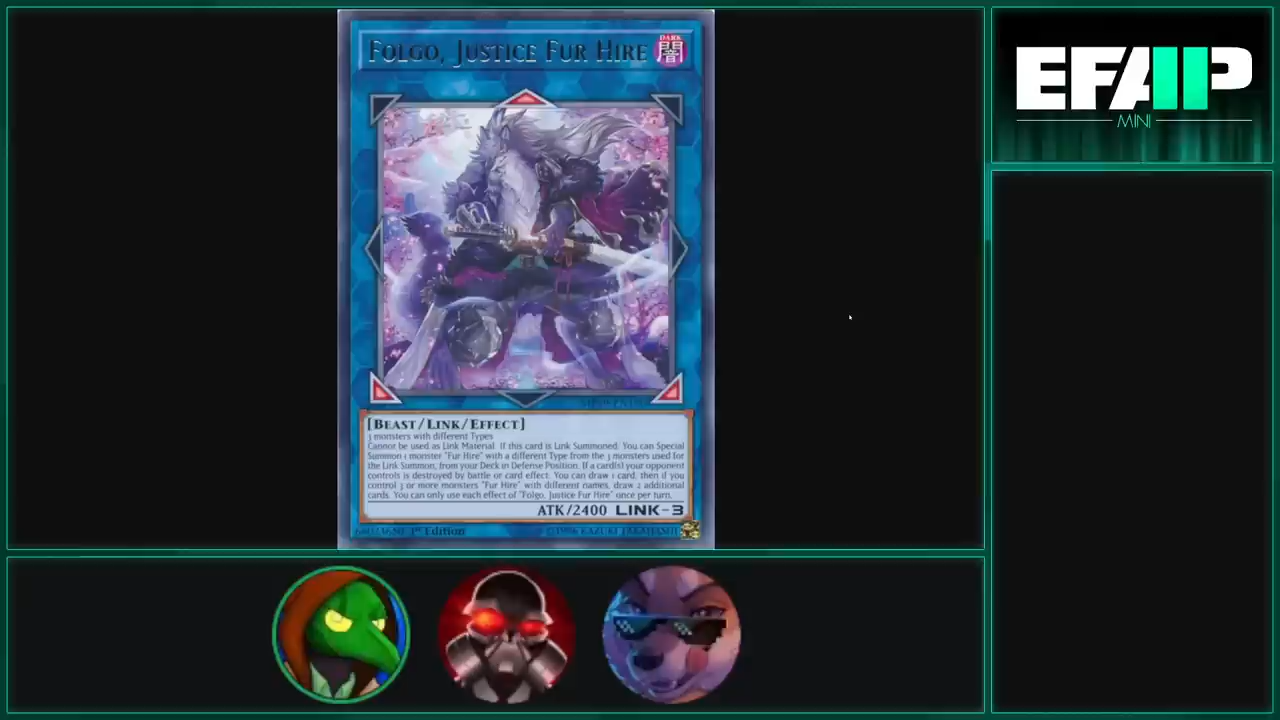 FOLGO, JUSTICE FUR HIRE
DARK
闇
EFAP
MINI
[BEAST/LINK/EFFECT]
3 monsters with different Types
Cannot be used as Link Material. If this card is Link Summoned: You can Special
Summon 1 monster "Fur Hire" with a different Type from the 3 monsters used for
the Link Summon, from your Deck in Defense Position. If a card(s) your opponent
controls is destroyed by battle or card effect: You can draw 1 card, then if you
control 3 or more monsters "Fur Hire" with different names, draw 2 additional
cards. You can only use each effect of "Folgo, Justice Fur Hire" once per turn.
ATK/2400 LINK-3
1st Edition
©1996 KAZUKI TAKAHASHI